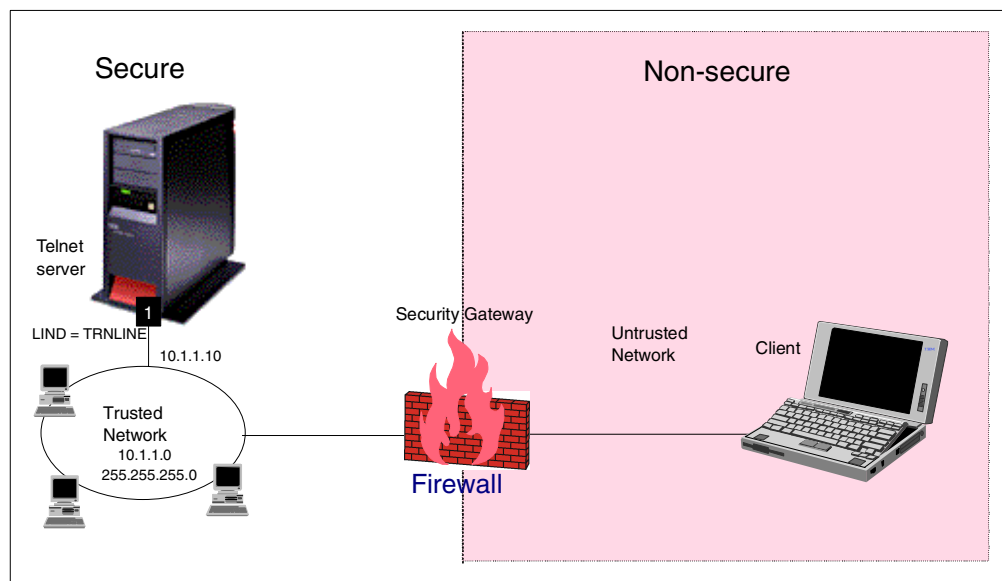 Secure
Non-secure
Telnet
server
1
LIND = TRNLINE
10.1.1.10
Trusted
Network
10.1.1.0
255.255.255.0
Security Gateway
Firewall
Untrusted
Network
Client